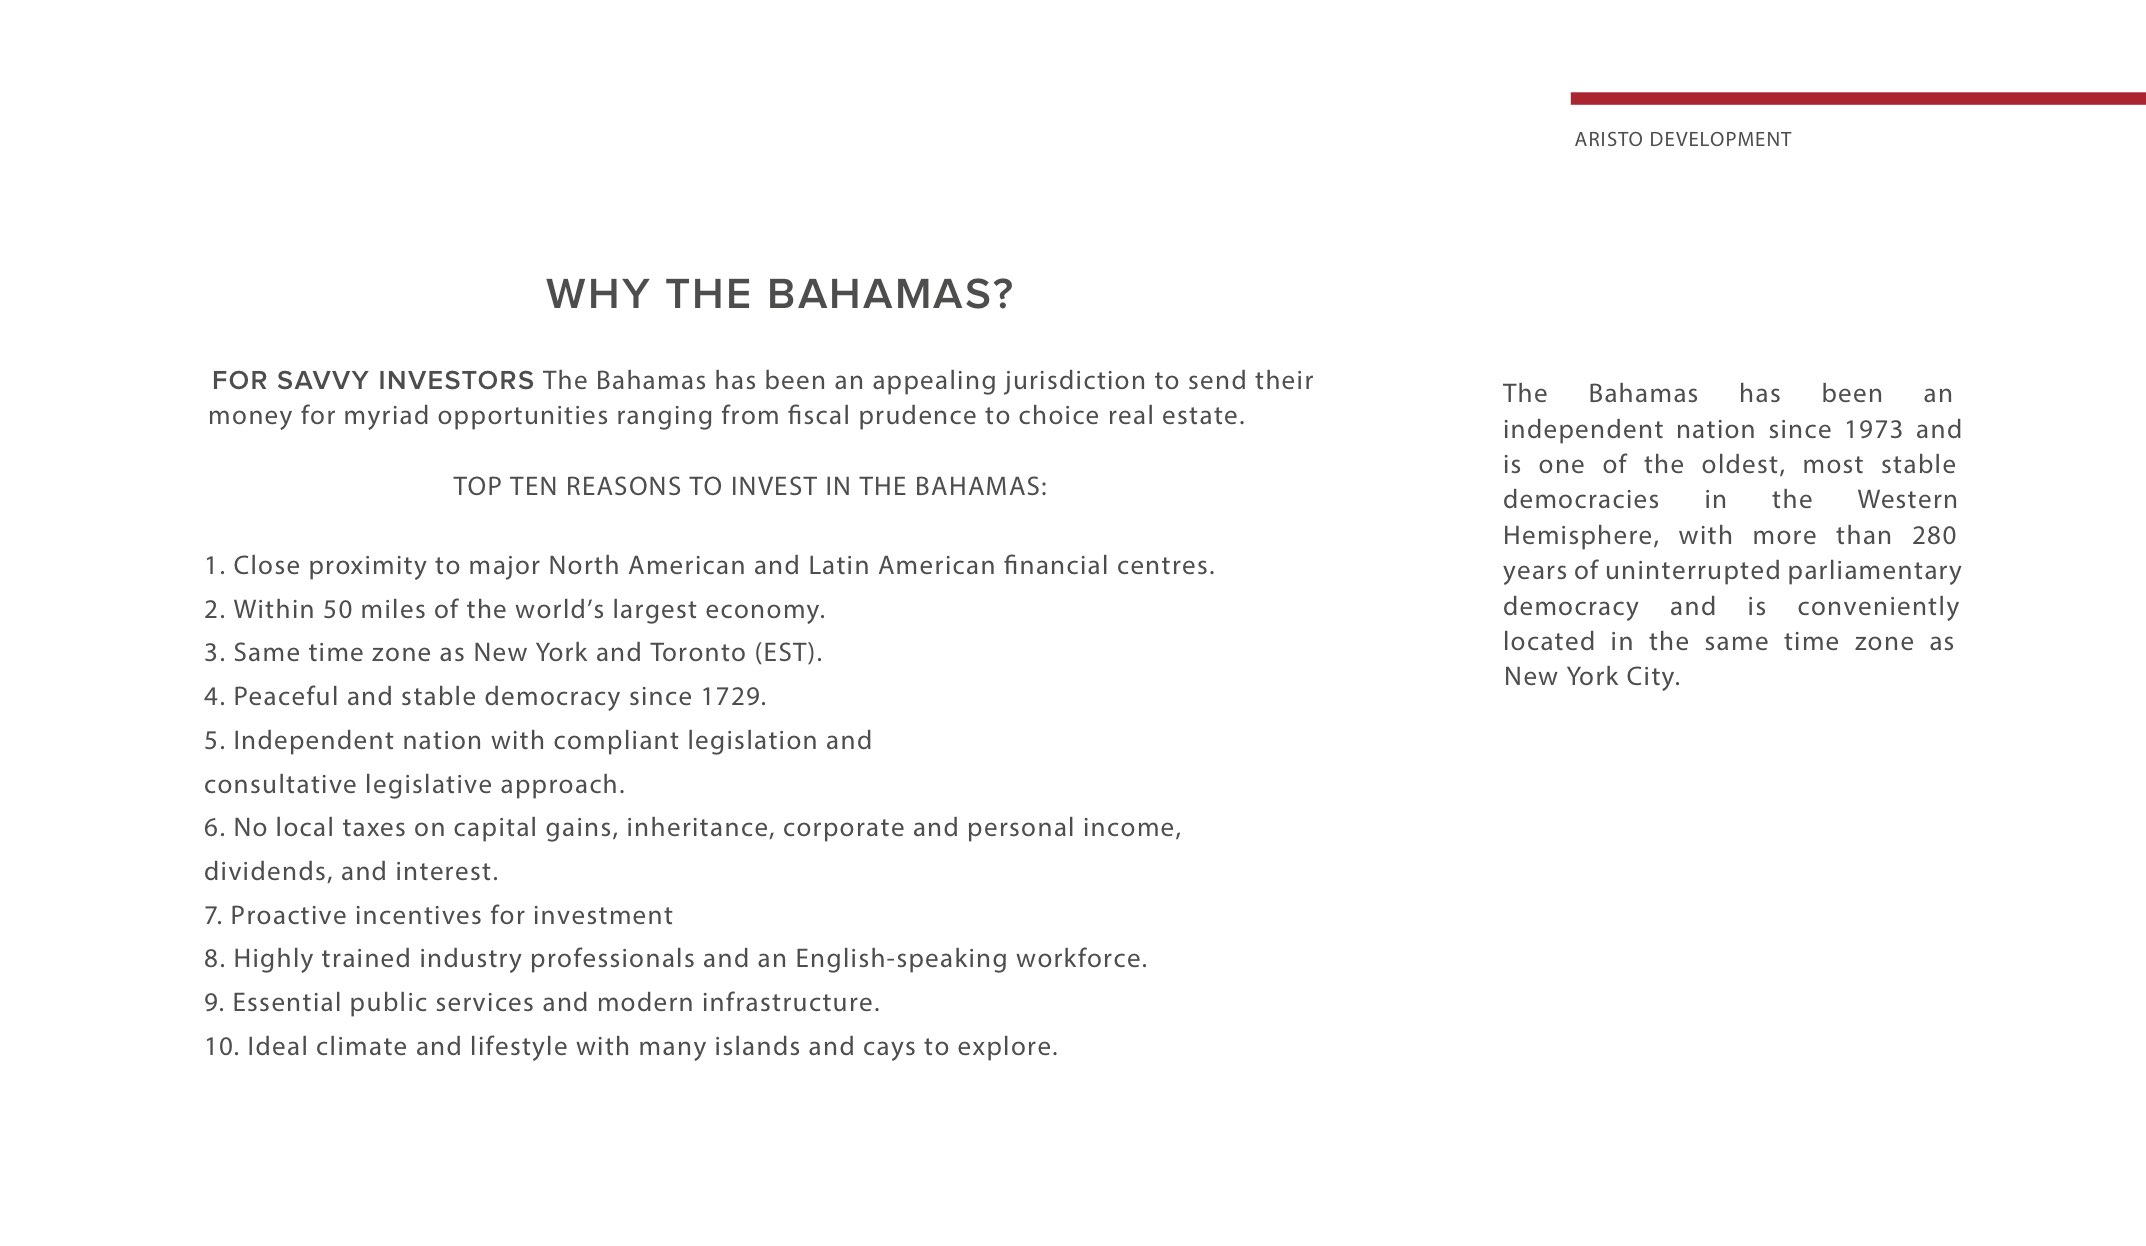 ARISTO DEVELOPMENT
WHY THE BAHAMAS?
FOR SAVVY INVESTORS The Bahamas has been an appealing jurisdiction to send their
money for myriad opportunities ranging from fiscal prudence to choice real estate.
TOP TEN REASONS TO INVEST IN THE BAHAMAS:
1. Close proximity to major North American and Latin American financial centres.
2. Within 50 miles of the world’s largest economy.
3. Same time zone as New York and Toronto (EST).
4. Peaceful and stable democracy since 1729.
5. Independent nation with compliant legislation and
consultative legislative approach.
6. No local taxes on capital gains, inheritance, corporate and personal income,
dividends, and interest.
7. Proactive incentives for investment
8. Highly trained industry professionals and an English-speaking workforce.
9. Essential public services and modern infrastructure.
10. Ideal climate and lifestyle with many islands and cays to explore.
The Bahamas has been an
independent nation since 1973 and
is one of the oldest, most stable
democracies in the Western
Hemisphere, with more than 280
years of uninterrupted parliamentary
democracy and is conveniently
located in the same time zone as
New York City.